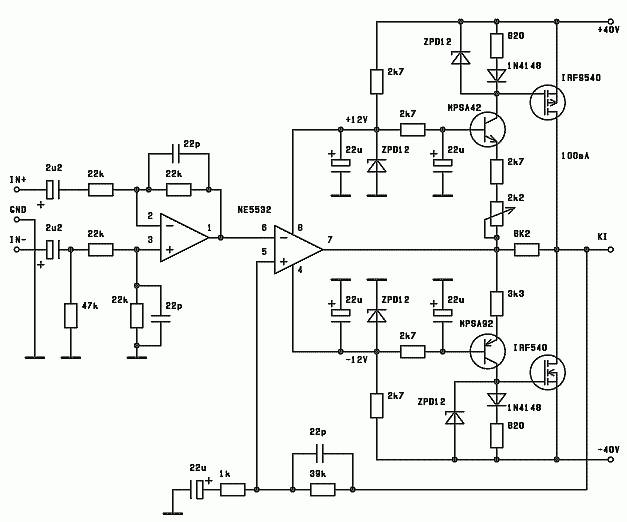 820
+40V
ZPD12
1N4148
2k7
IRF9540
MPSA42
+12V
2k7
22p
22u
ZPD12
22u
100mA
IN+
2u2
22k
22k
2k7
NE5532
2k2
GND
2
1
6
8
7
8K2
KI
IN-
2u2
22k
3
5
4
22u
ZPD12
22u
3k3
47k
22k
22p
MPSA92
2k7
IRF540
-12V
2k7
ZPD12
1N4148
22p
820
-40V
22u
1k
39k